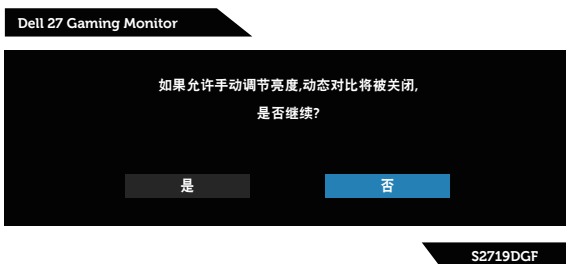 Dell 27 Gaming Monitor
如果允许手动调节亮度,动态对比将被关闭,
是否继续?
是
否
S2719DGF